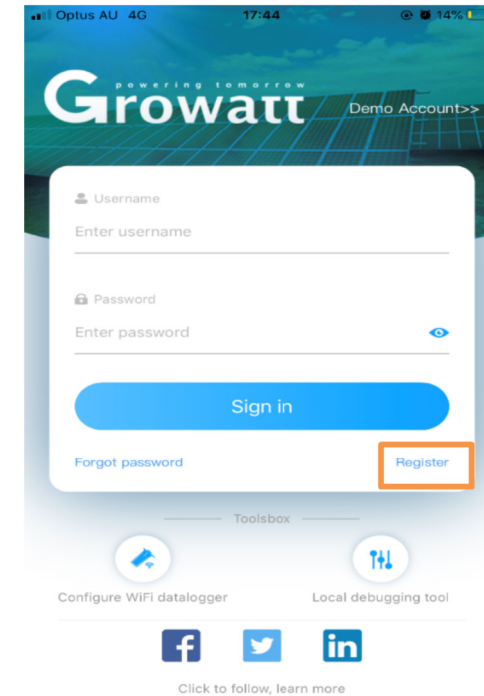 Optus AU 4G 17:44 14%
powering tomorrow
Growatt
Demo Account>>
Username
Enter username
Password
Enter password
Sign in
Forgot password Register
Toolsbox
Configure WiFi datalogger Local debugging tool
f in
Click to follow, learn more